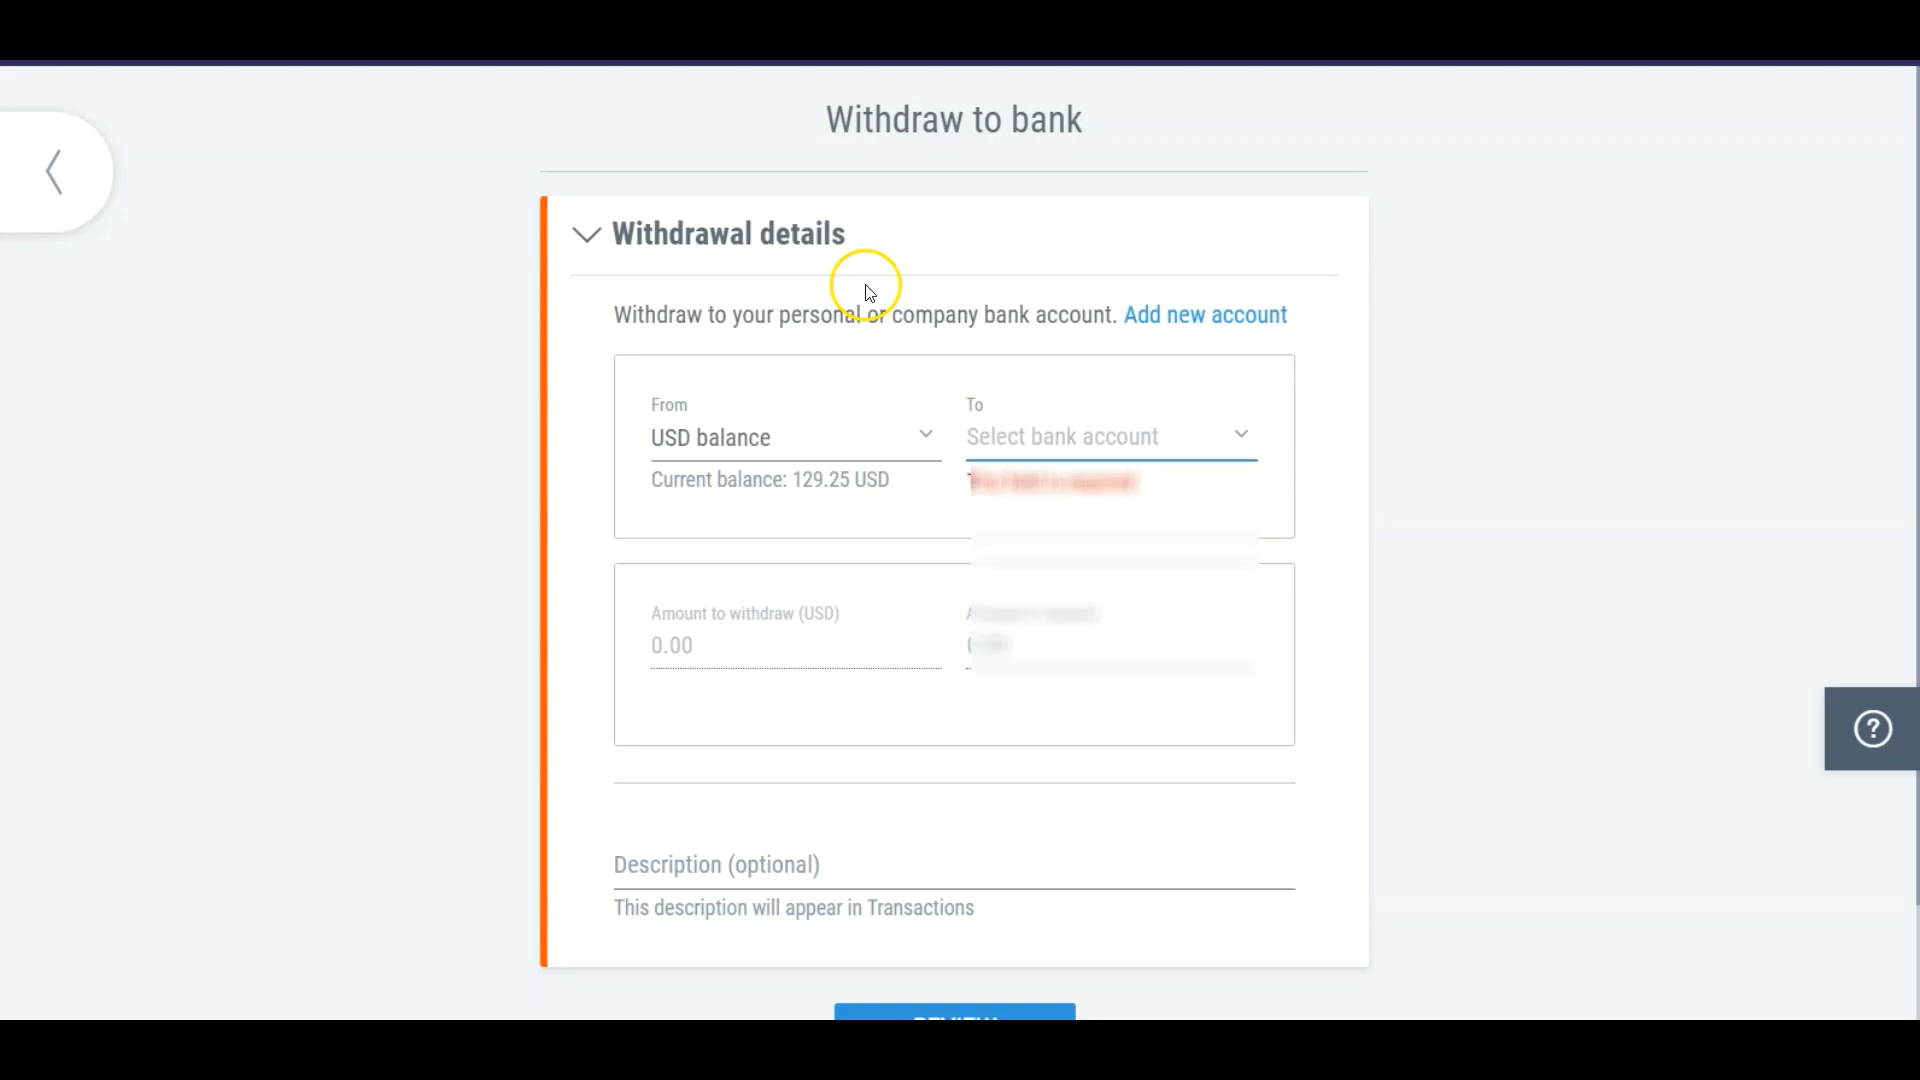 Withdraw to bank
Withdrawal details
Withdraw to your personal or company bank account. Add new account
From
To
USD balance
Select bank account
Current balance: 129.25 USD
Amount to withdraw (USD)
0.00
Description (optional)
This description will appear in Transactions
REVIEW